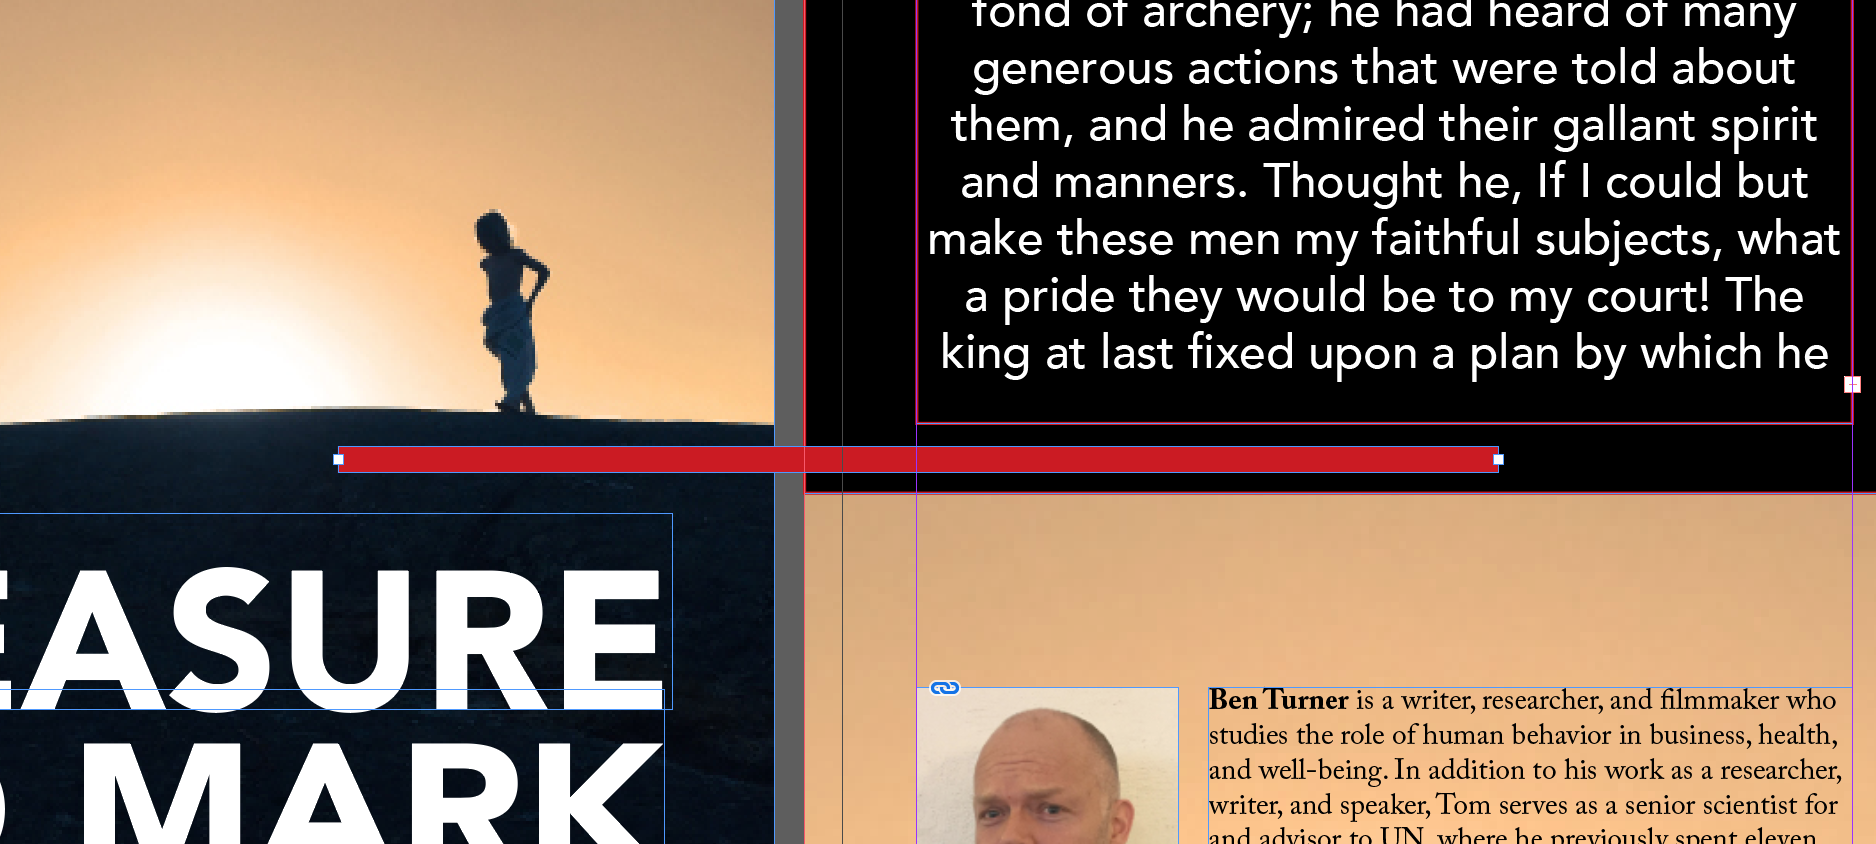 fond of archery; he had heard of many
generous actions that were told about
them, and he admired their gallant spirit
and manners. Thought he, If I could but
make these men my faithful subjects, what
a pride they would be to my court! The
king at last fixed upon a plan by which he
EASURE
MARK
Ben Turner is a writer, researcher, and filmmaker who
studies the role of human behavior in business, health,
and well-being. In addition to his work as a researcher,
writer, and speaker, Tom serves as a senior scientist for
and advisor to UN, where he previously spent eleven